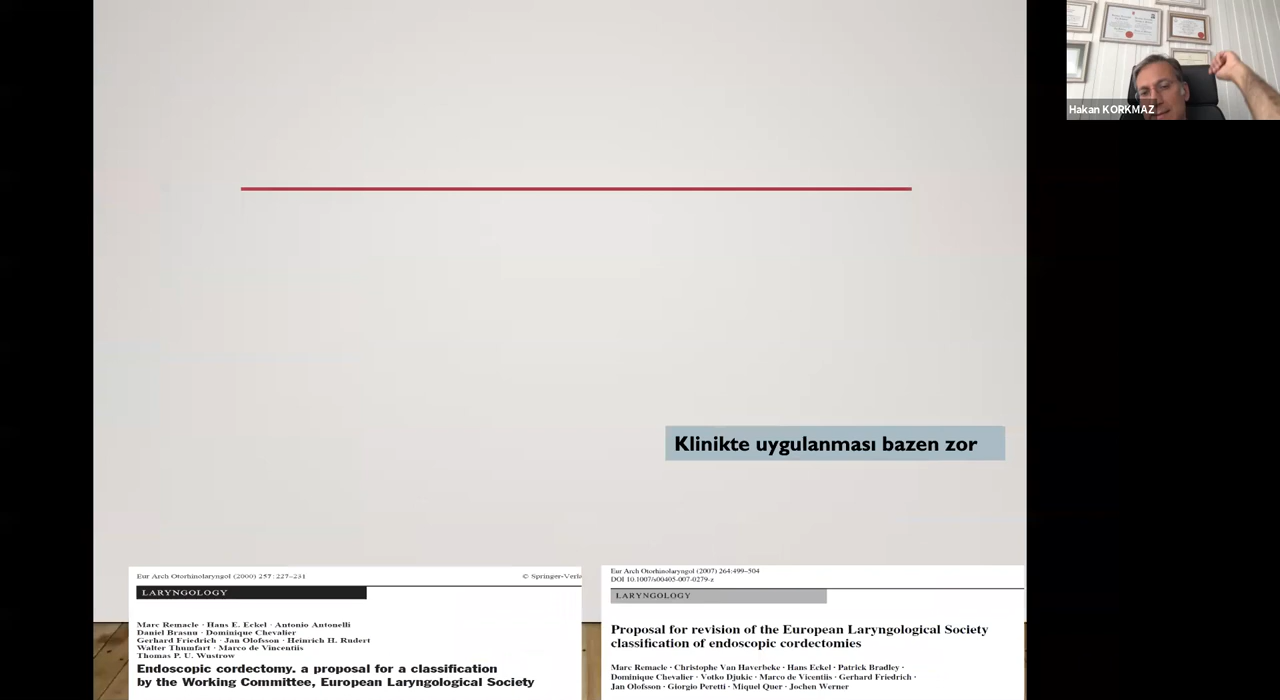 Hakan KORKMAZ
Klinikte uygulanması bazen zor
Eur Arch Otorhinolaryngol (2000) 257 : 227–231
© Springer-Verla
LARYNGOLOGY
Marc Remacle · Hans E. Eckel · Antonio Antonelli
Daniel Brasnu · Dominique Chevalier
Gerhard Friedrich · Jan Olofsson · Heinrich H. Rudert
Walter Thumfart · Marco de Vincentiis
Thomas P. U. Wustrow
Endoscopic cordectomy. a proposal for a classification
by the Working Committee, European Laryngological Society
Eur Arch Otorhinolaryngol (2007) 264:499–504
DOI 10.1007/s00405-007-0279-z
LARYNGOLOGY
Proposal for revision of the European Laryngological Society
classification of endoscopic cordectomies
Marc Remacle · Christophe Van Haverbeke · Hans Eckel · Patrick Bradley ·
Dominique Chevalier · Votko Djukic · Marco de Vicentiis · Gerhard Friedrich ·
Jan Olofsson · Giorgio Peretti · Miquel Quer · Jochen Werner